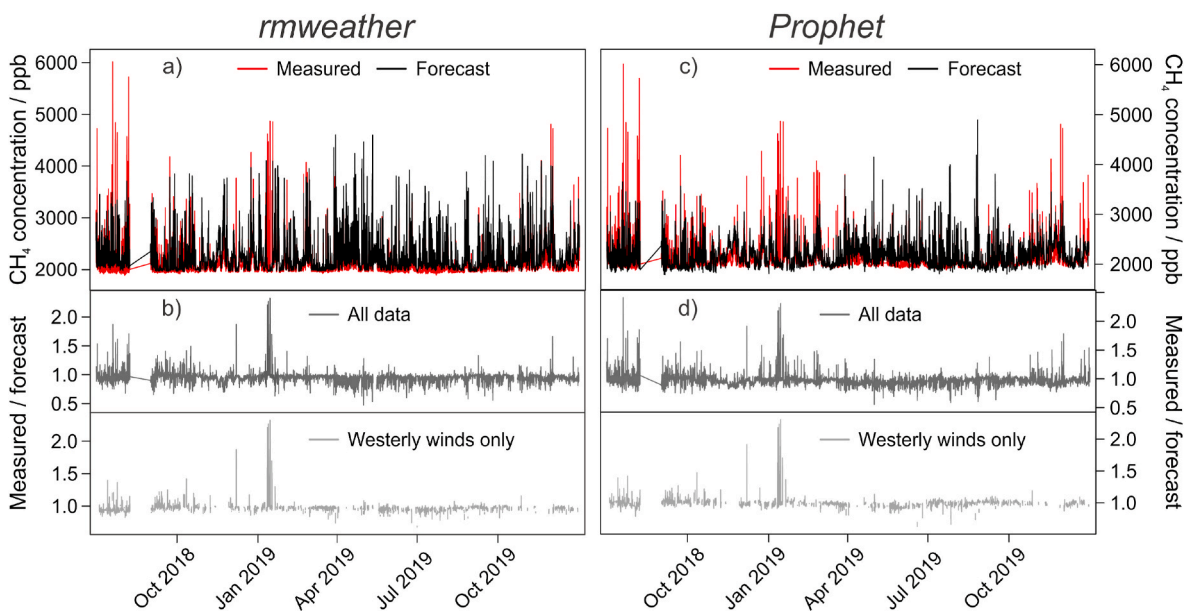 rmweather
Prophet
a)
Measured
Forecast
c)
Measured
Forecast
6000
5000
4000
3000
2000
CH₄ concentration / ppb
6000
5000
4000
3000
2000
CH₄ concentration / ppb
b)
All data
d)
All data
2.0
1.5
1.0
0.5
2.0
1.5
1.0
0.5
Westerly winds only
Westerly winds only
2.0
1.0
2.0
1.0
Measured / forecast
Measured / forecast
Oct 2018
Jan 2019
Apr 2019
Jul 2019
Oct 2019
Oct 2018
Jan 2019
Apr 2019
Jul 2019
Oct 2019